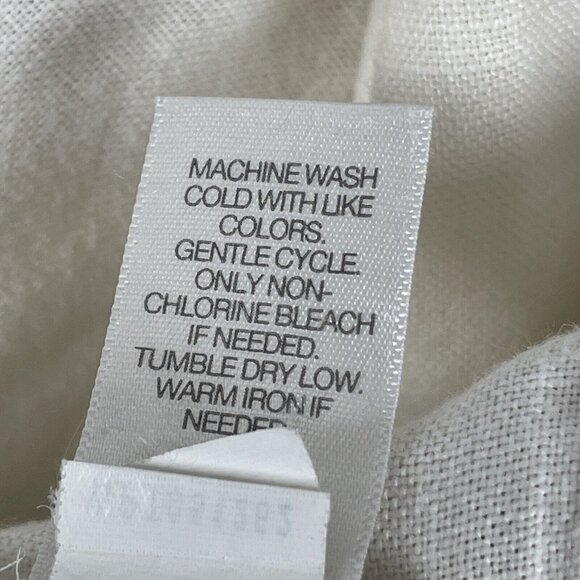 MACHINE WASH
COLD WITH LIKE
COLORS.
GENTLE CYCLE.
ONLY NON-
CHLORINE BLEACH
IF NEEDED.
TUMBLE DRY LOW.
WARM IRON IF
NEEDED.